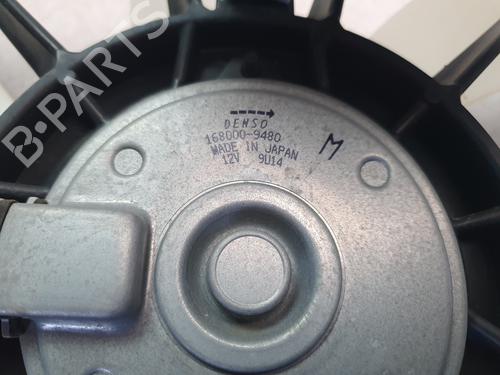 DENSO
168000-9480
MADE IN JAPAN
12V 9U14
M
B-PARTS